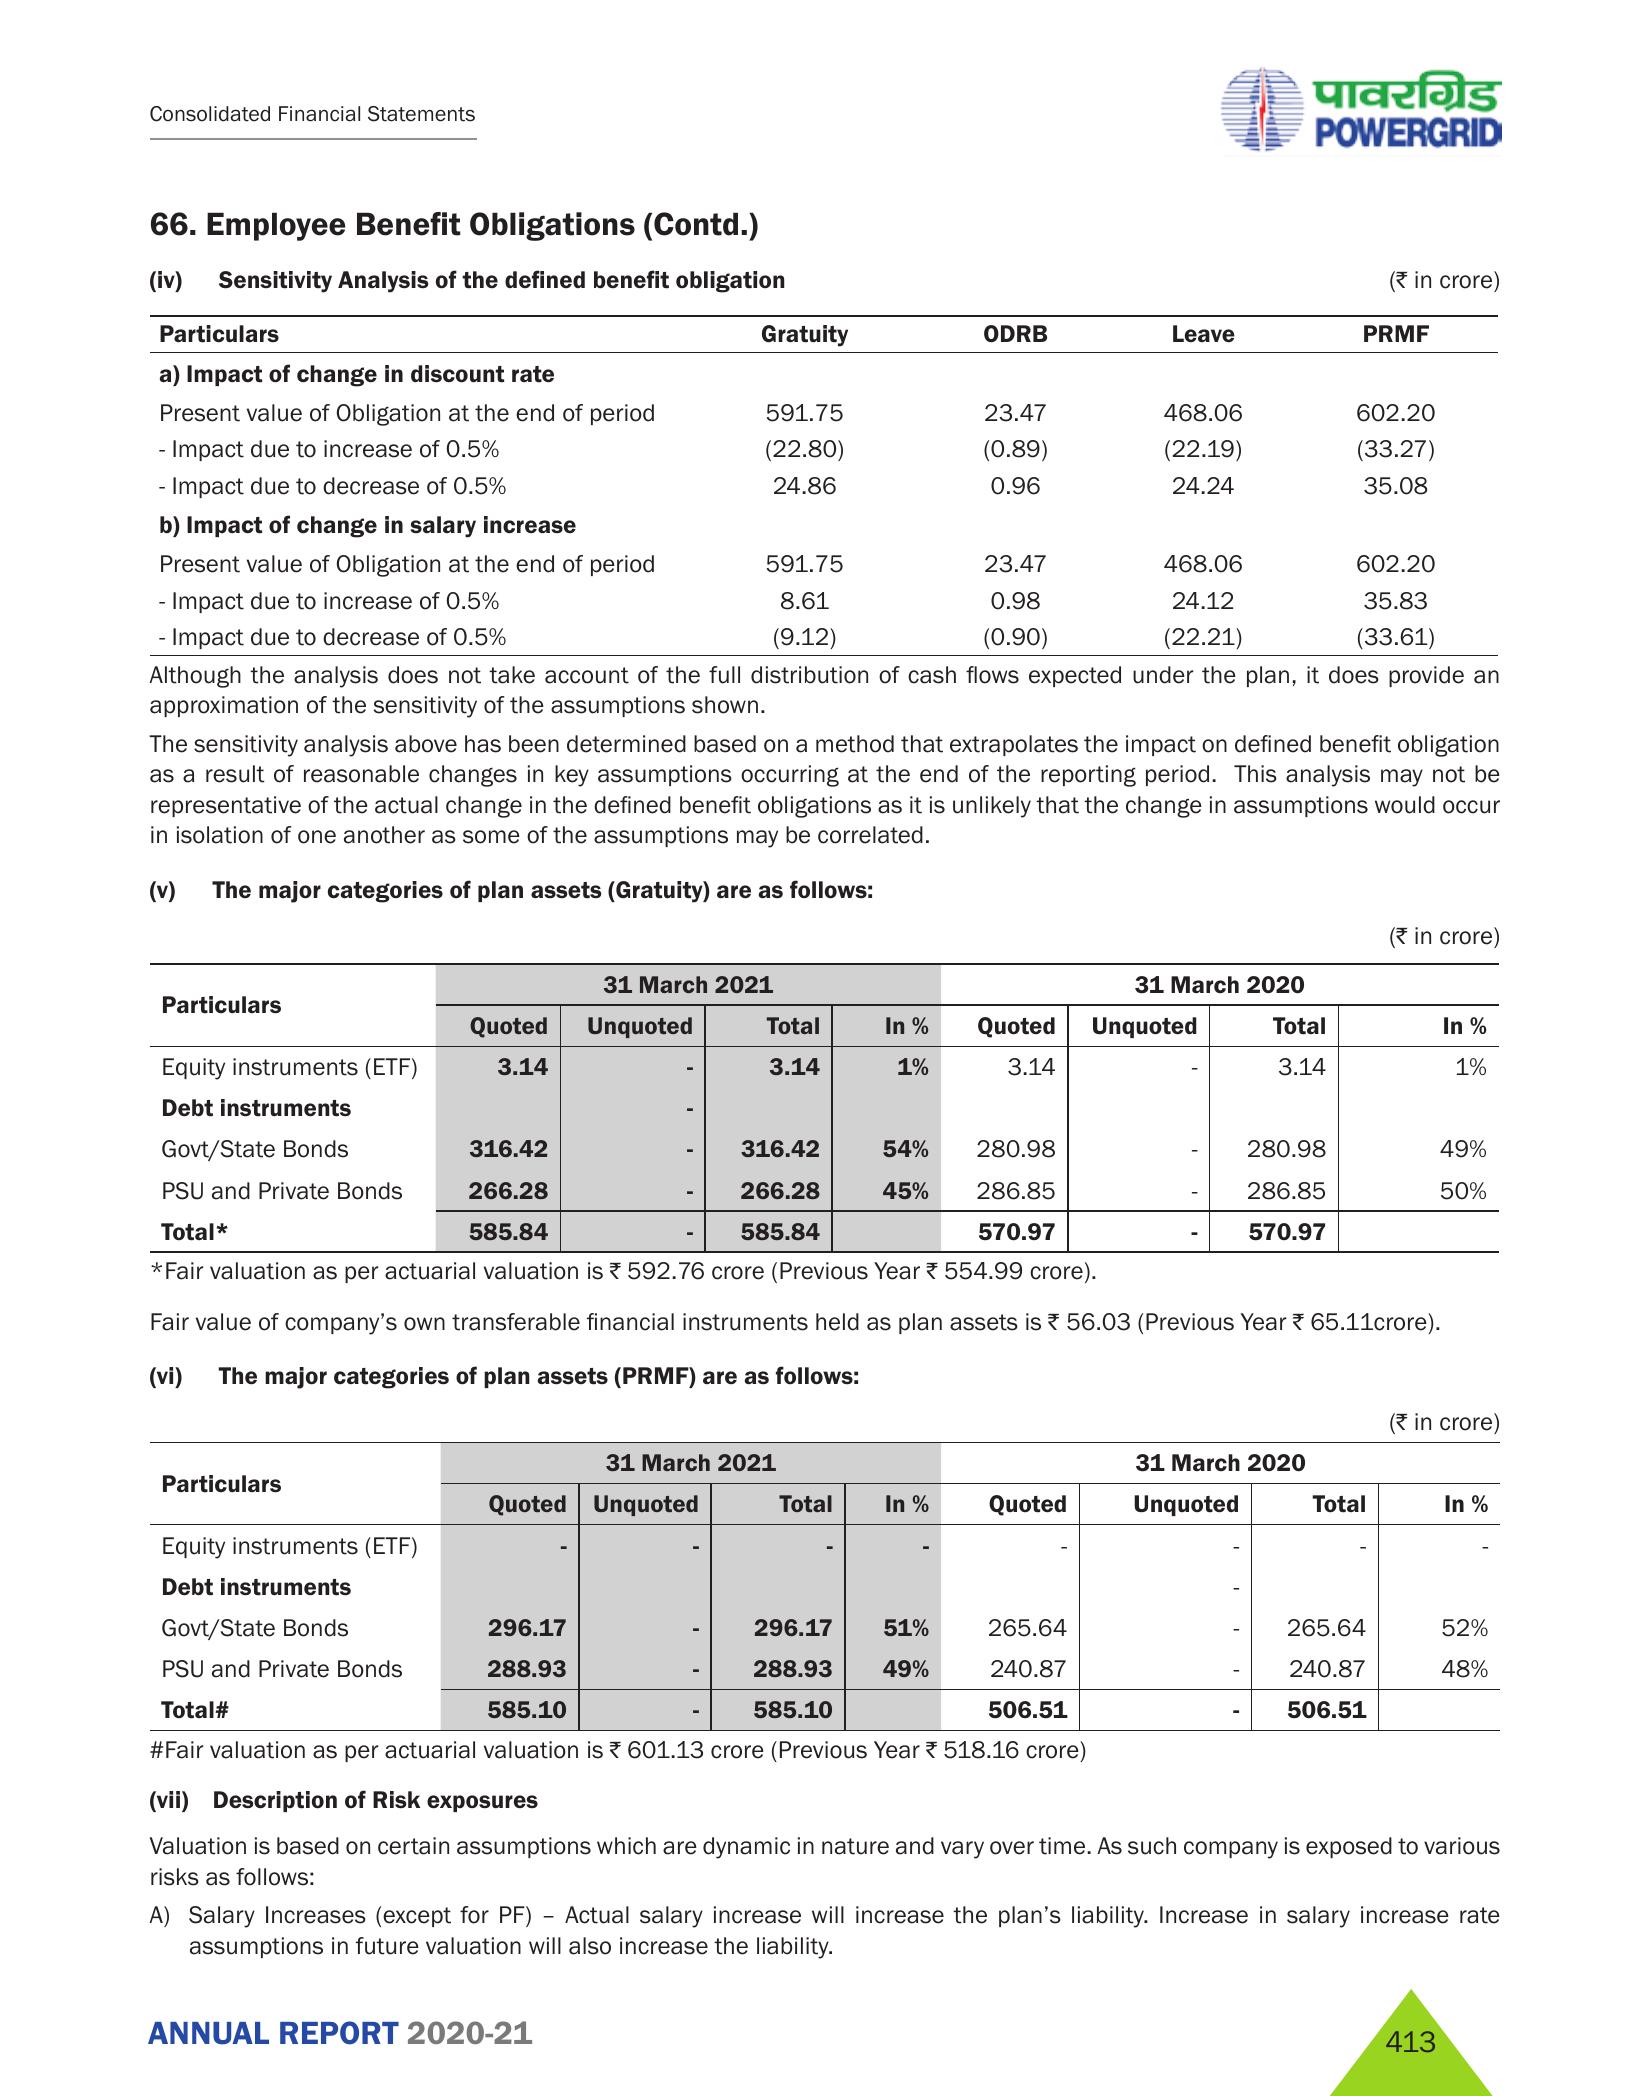 Consolidated Financial Statements
पावरग्रिड
POWERGRID
66. Employee Benefit Obligations (Contd.)
(iv) Sensitivity Analysis of the defined benefit obligation (₹ in crore)
Particulars Gratuity ODRB Leave PRMF
a) Impact of change in discount rate
Present value of Obligation at the end of period 591.75 23.47 468.06 602.20
- Impact due to increase of 0.5% (22.80) (0.89) (22.19) (33.27)
- Impact due to decrease of 0.5% 24.86 0.96 24.24 35.08
b) Impact of change in salary increase
Present value of Obligation at the end of period 591.75 23.47 468.06 602.20
- Impact due to increase of 0.5% 8.61 0.98 24.12 35.83
- Impact due to decrease of 0.5% (9.12) (0.90) (22.21) (33.61)
Although the analysis does not take account of the full distribution of cash flows expected under the plan, it does provide an
approximation of the sensitivity of the assumptions shown.
The sensitivity analysis above has been determined based on a method that extrapolates the impact on defined benefit obligation
as a result of reasonable changes in key assumptions occurring at the end of the reporting period. This analysis may not be
representative of the actual change in the defined benefit obligations as it is unlikely that the change in assumptions would occur
in isolation of one another as some of the assumptions may be correlated.
(v) The major categories of plan assets (Gratuity) are as follows:
(₹ in crore)
Particulars 31 March 2021 31 March 2020
Quoted Unquoted Total In % Quoted Unquoted Total In %
Equity instruments (ETF) 3.14 - 3.14 1% 3.14 - 3.14 1%
Debt instruments -
Govt/State Bonds 316.42 - 316.42 54% 280.98 - 280.98 49%
PSU and Private Bonds 266.28 - 266.28 45% 286.85 - 286.85 50%
Total* 585.84 - 585.84 570.97 - 570.97
*Fair valuation as per actuarial valuation is ₹ 592.76 crore (Previous Year ₹ 554.99 crore).
Fair value of company's own transferable financial instruments held as plan assets is ₹ 56.03 (Previous Year ₹ 65.11crore).
(vi) The major categories of plan assets (PRMF) are as follows:
(₹ in crore)
Particulars 31 March 2021 31 March 2020
Quoted Unquoted Total In % Quoted Unquoted Total In %
Equity instruments (ETF) - - - - - - - -
Debt instruments -
Govt/State Bonds 296.17 - 296.17 51% 265.64 - 265.64 52%
PSU and Private Bonds 288.93 - 288.93 49% 240.87 - 240.87 48%
Total# 585.10 - 585.10 506.51 - 506.51
#Fair valuation as per actuarial valuation is ₹ 601.13 crore (Previous Year ₹ 518.16 crore)
(vii) Description of Risk exposures
Valuation is based on certain assumptions which are dynamic in nature and vary over time. As such company is exposed to various
risks as follows:
A) Salary Increases (except for PF) – Actual salary increase will increase the plan's liability. Increase in salary increase rate
assumptions in future valuation will also increase the liability.
ANNUAL REPORT 2020-21
413